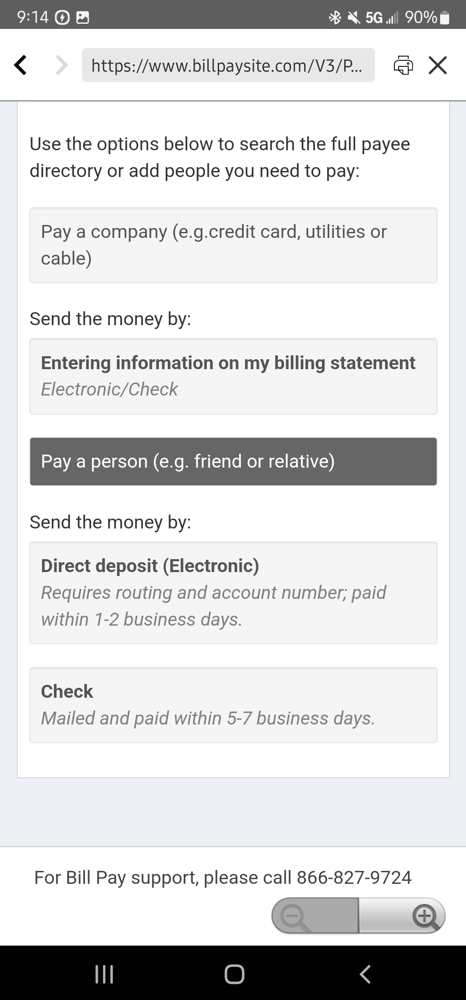 9:14
5G 90%
https://www.billpaysite.com/V3/P...
Use the options below to search the full payee
directory or add people you need to pay:
Pay a company (e.g.credit card, utilities or
cable)
Send the money by:
Entering information on my billing statement
Electronic/Check
Pay a person (e.g. friend or relative)
Send the money by:
Direct deposit (Electronic)
Requires routing and account number; paid
within 1-2 business days.
Check
Mailed and paid within 5-7 business days.
For Bill Pay support, please call 866-827-9724